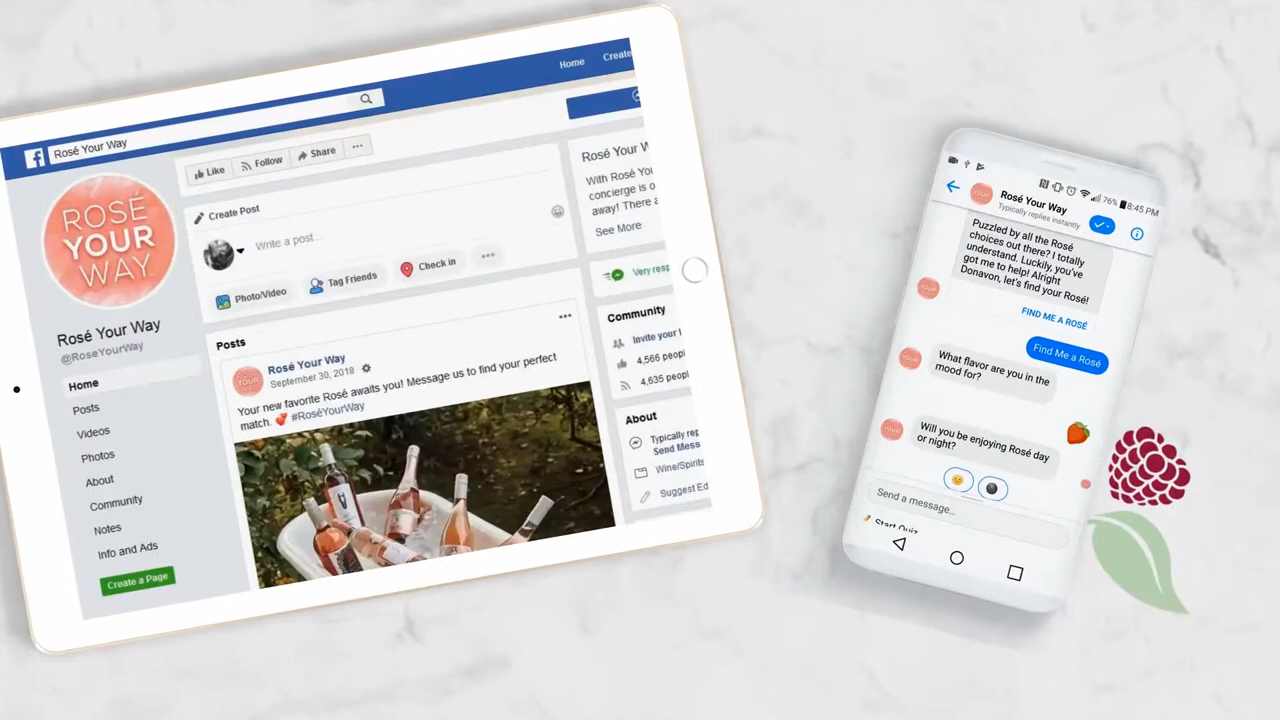 Home
Create
Rosé Your Way
ROSÉ
YOUR
WAY
Rosé Your Way
@RoseYourWay
Home
Posts
Videos
Photos
About
Community
Notes
Info and Ads
Create a Page
Like
Follow
Share
Create Post
Write a post...
Photo/Video
Tag Friends
Check in
Posts
Rosé Your Way
September 30, 2018
Your new favorite Rosé awaits you! Message us to find your perfect
match. 💕 #RoséYourWay
Rosé Your W
With Rosé You
concierge is o
away! There a
See More
Very resp
Community
Invite your f
4,566 peopl
4,635 peopl
About
Typically rep
Send Mess
Wine/Spirits
Suggest Ed
76% 8:45 PM
Rosé Your Way
Typically replies instantly
Puzzled by all the Rosé
choices out there? I totally
understand. Luckily, you've
got me to help! Alright
Donavon, let's find your Rosé!
FIND ME A ROSÉ
Find Me a Rosé
YOUR
What flavor are you in the
mood for?
Will you be enjoying Rosé day
or night?
Send a message...
Start Quiz